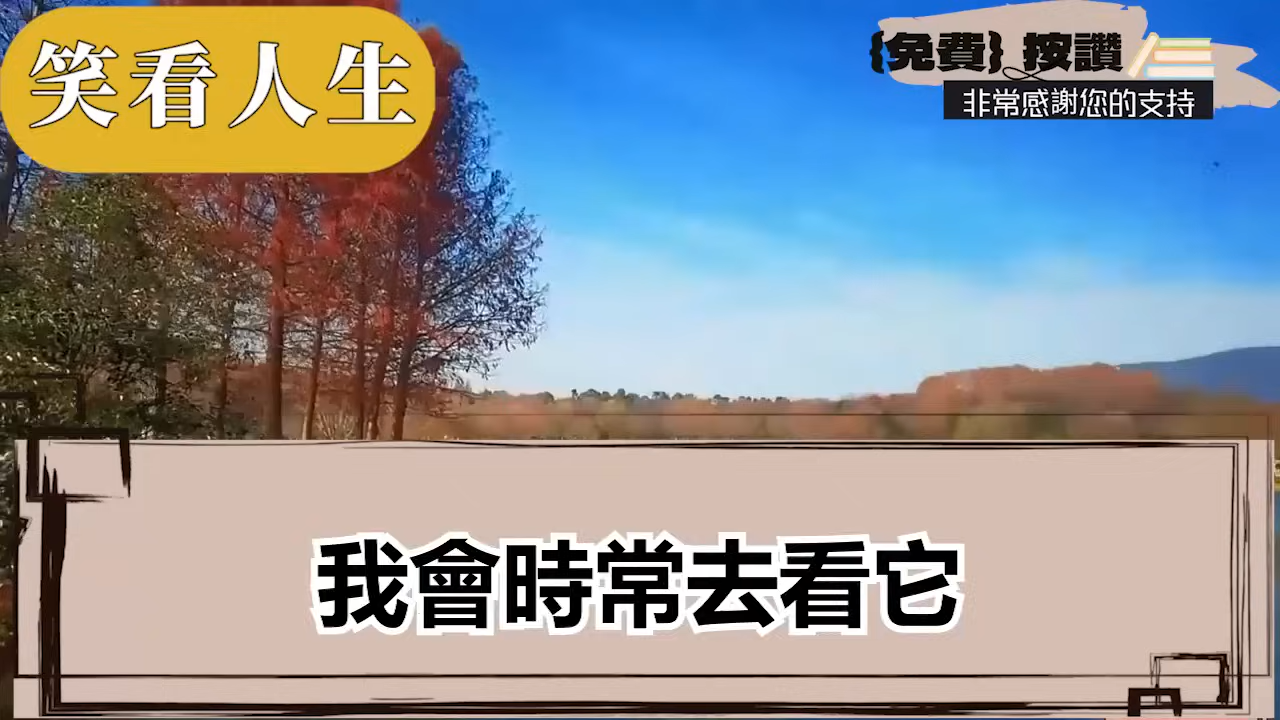 笑看人生
{免費} 按讚
非常感謝您的支持
我會時常去看它